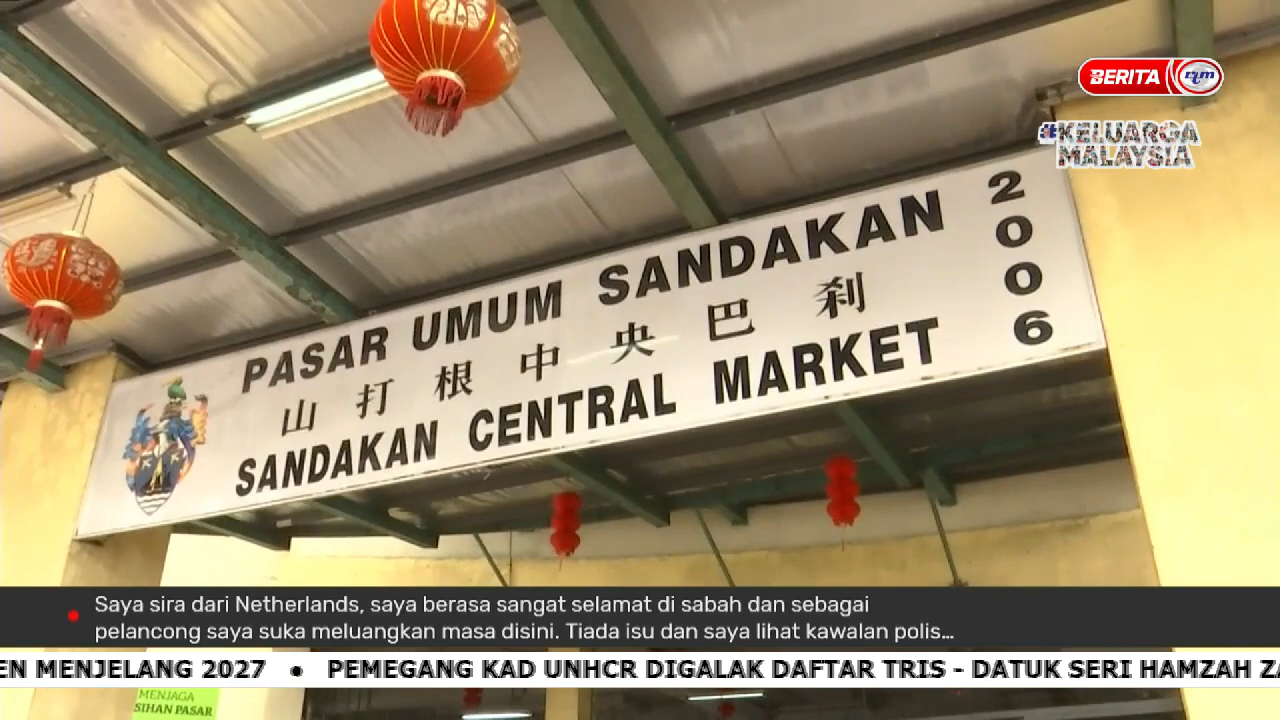 BERITA rtm
#KELUARGA
MALAYSIA
PASAR UMUM SANDAKAN
山打根中央巴刹
SANDAKAN CENTRAL MARKET
2006
Saya sira dari Netherlands, saya berasa sangat selamat di sabah dan sebagai
pelancong saya suka meluangkan masa disini. Tiada isu dan saya lihat kawalan polis...
EN MENJELANG 2027 • PEMEGANG KAD UNHCR DIGALAK DAFTAR TRIS - DATUK SERI HAMZAH ZA
MENJAGA
SIHAN PASAR